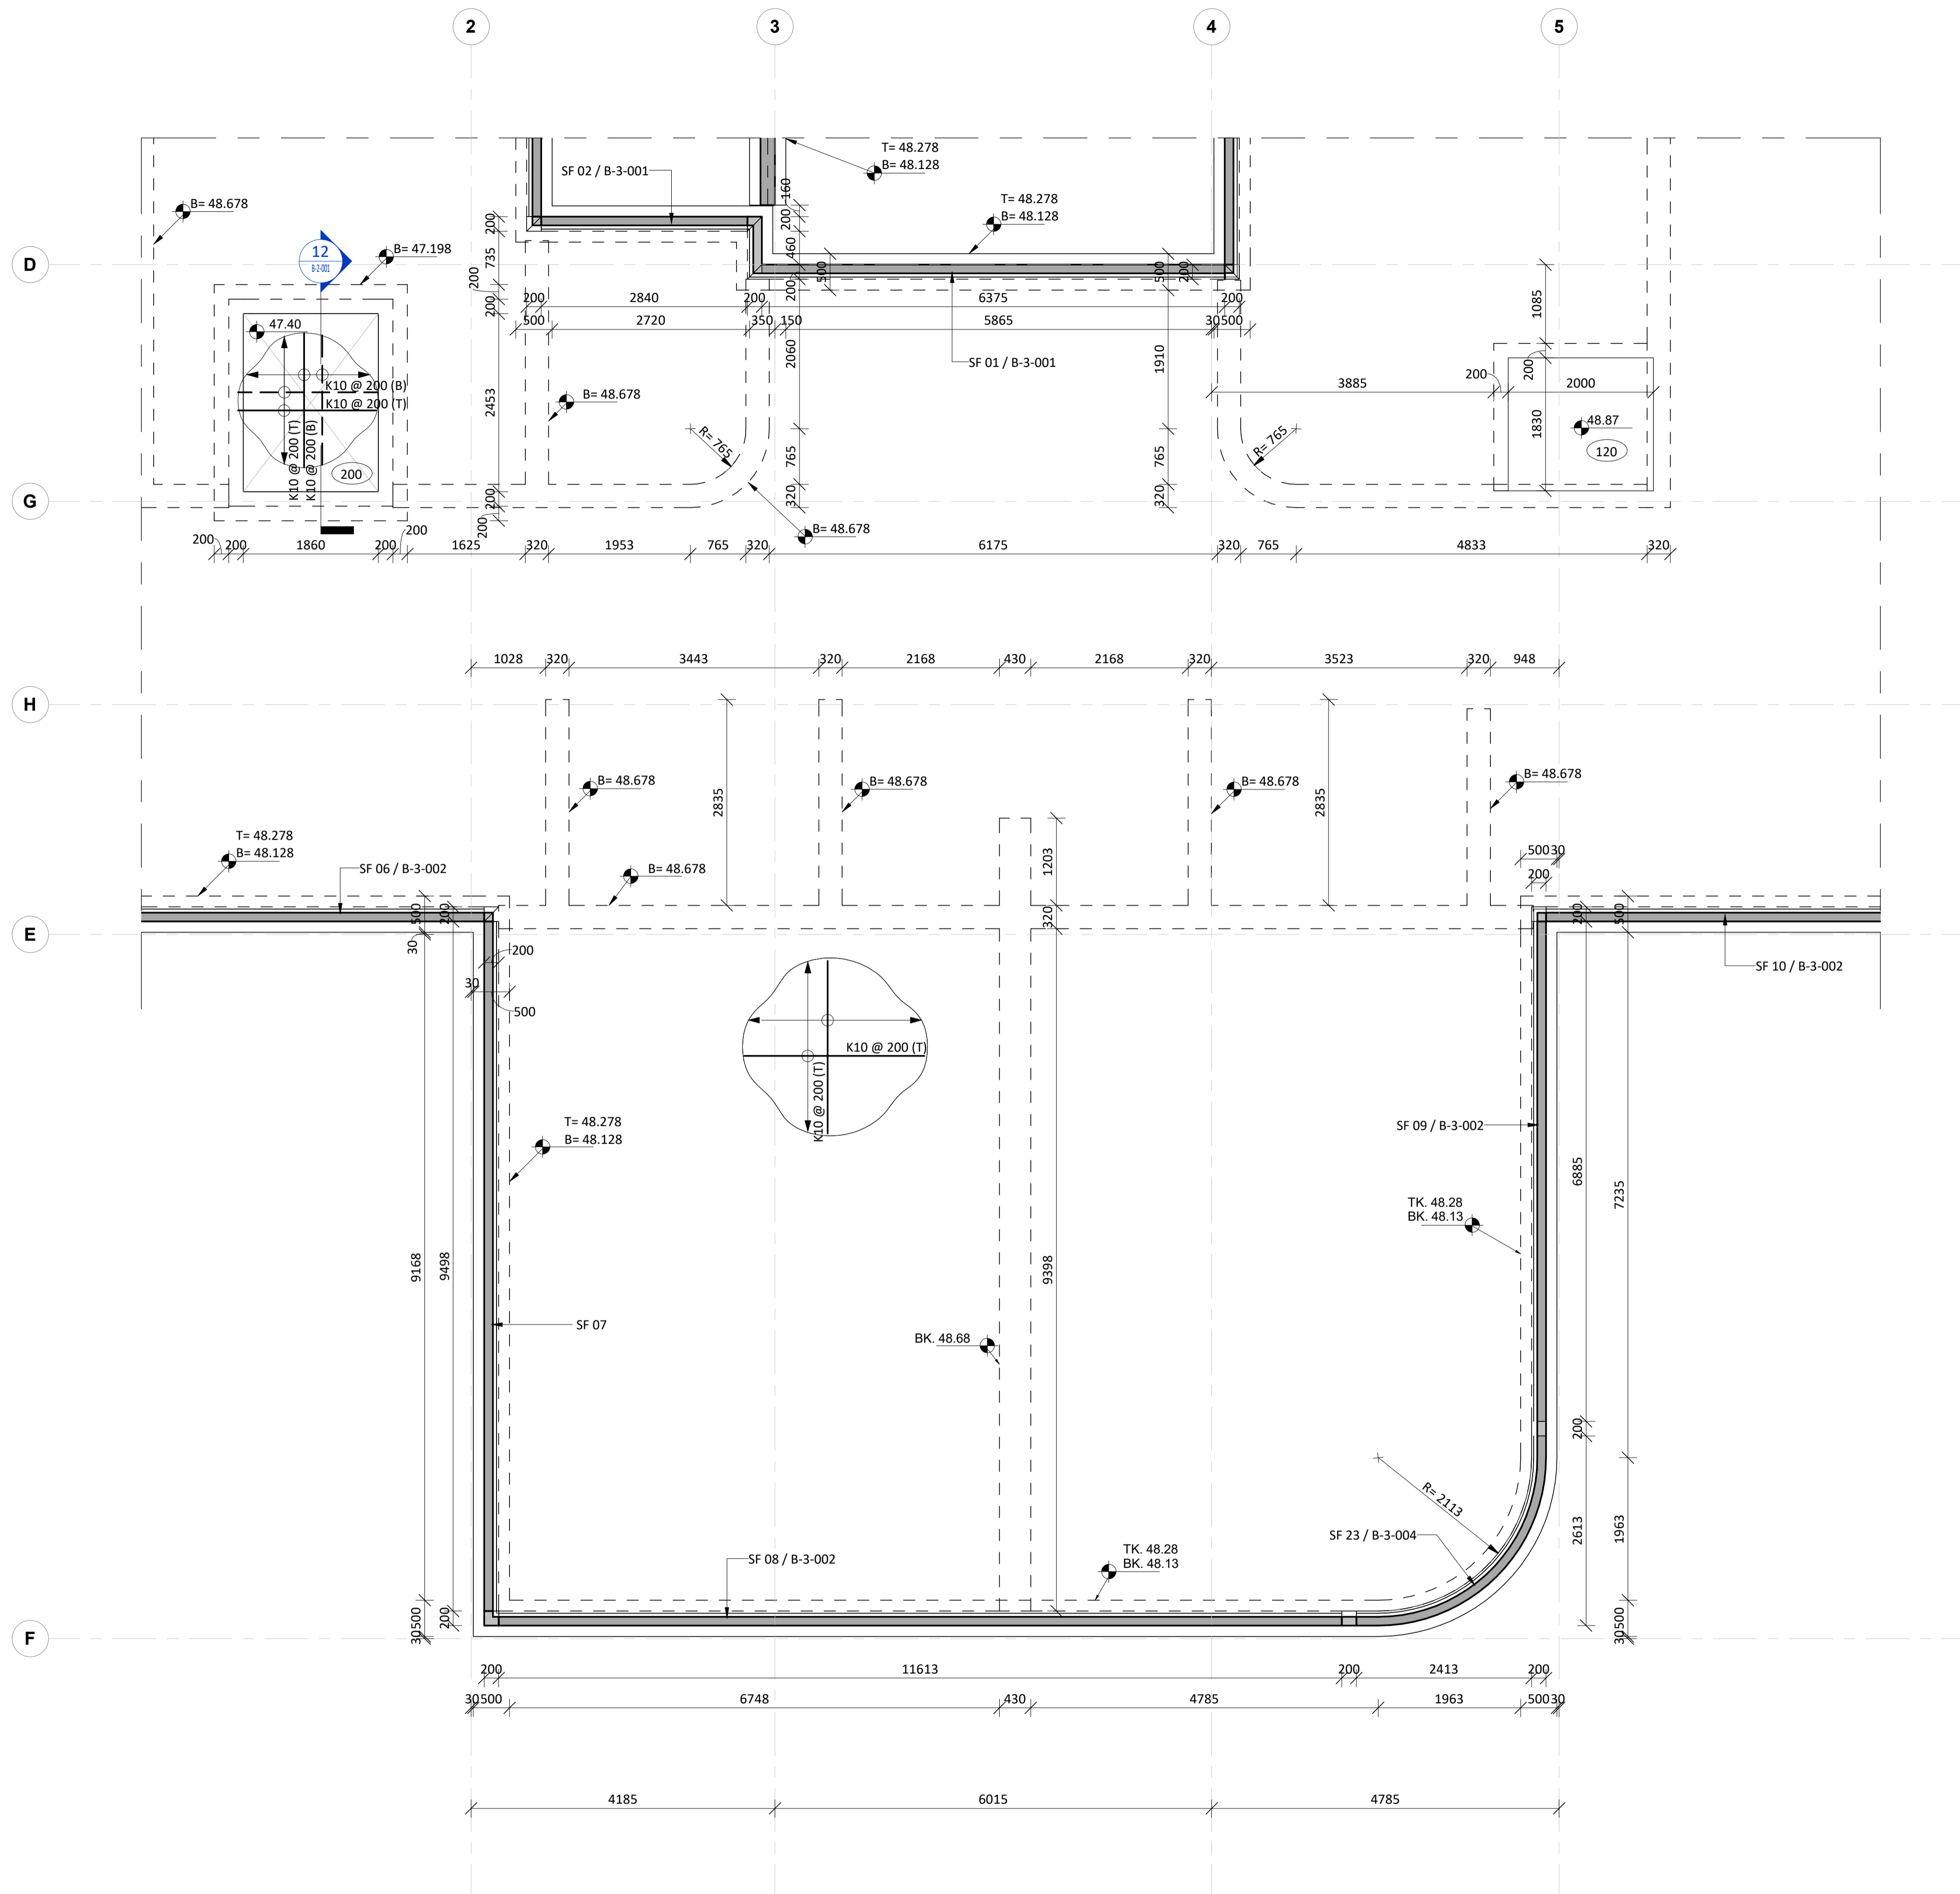 2
3
4
5
D
G
H
E
F
T= 48.278
B= 48.128
SF 02 / B-3-001
T= 48.278
B= 48.128
B= 48.678
12
B-2-001
B= 47.198
200
735
200
200
2453
200
200
160
200
460
200
2060
765
320
500
500
200
1910
765
320
200
2840
200
6375
200
500
2720
350
150
5865
30
500
SF 01 / B-3-001
47.40
K10 @ 200 (B)
K10 @ 200 (T)
K10 @ 200 (T)
K10 @ 200 (B)
200
B= 48.678
R= 765
R= 765
B= 48.678
1085
200
1830
3885
200
2000
48.87
120
200
200
1860
200
200
1625
320
1953
765
320
6175
320
765
4833
320
1028
320
3443
320
2168
430
2168
320
3523
320
948
B= 48.678
B= 48.678
B= 48.678
B= 48.678
2835
2835
B= 48.678
1203
320
9398
T= 48.278
B= 48.128
SF 06 / B-3-002
500
30
200
200
30
500
9168
9498
500
30
200
500
30
200
200
500
SF 10 / B-3-002
K10 @ 200 (T)
K10 @ 200 (T)
T= 48.278
B= 48.128
SF 09 / B-3-002
6885
7235
TK. 48.28
BK. 48.13
SF 07
BK. 48.68
200
2613
1963
500
30
R= 2113
SF 23 / B-3-004
TK. 48.28
BK. 48.13
SF 08 / B-3-002
200
200
11613
200
2413
200
30
500
6748
430
4785
1963
500
30
4185
6015
4785